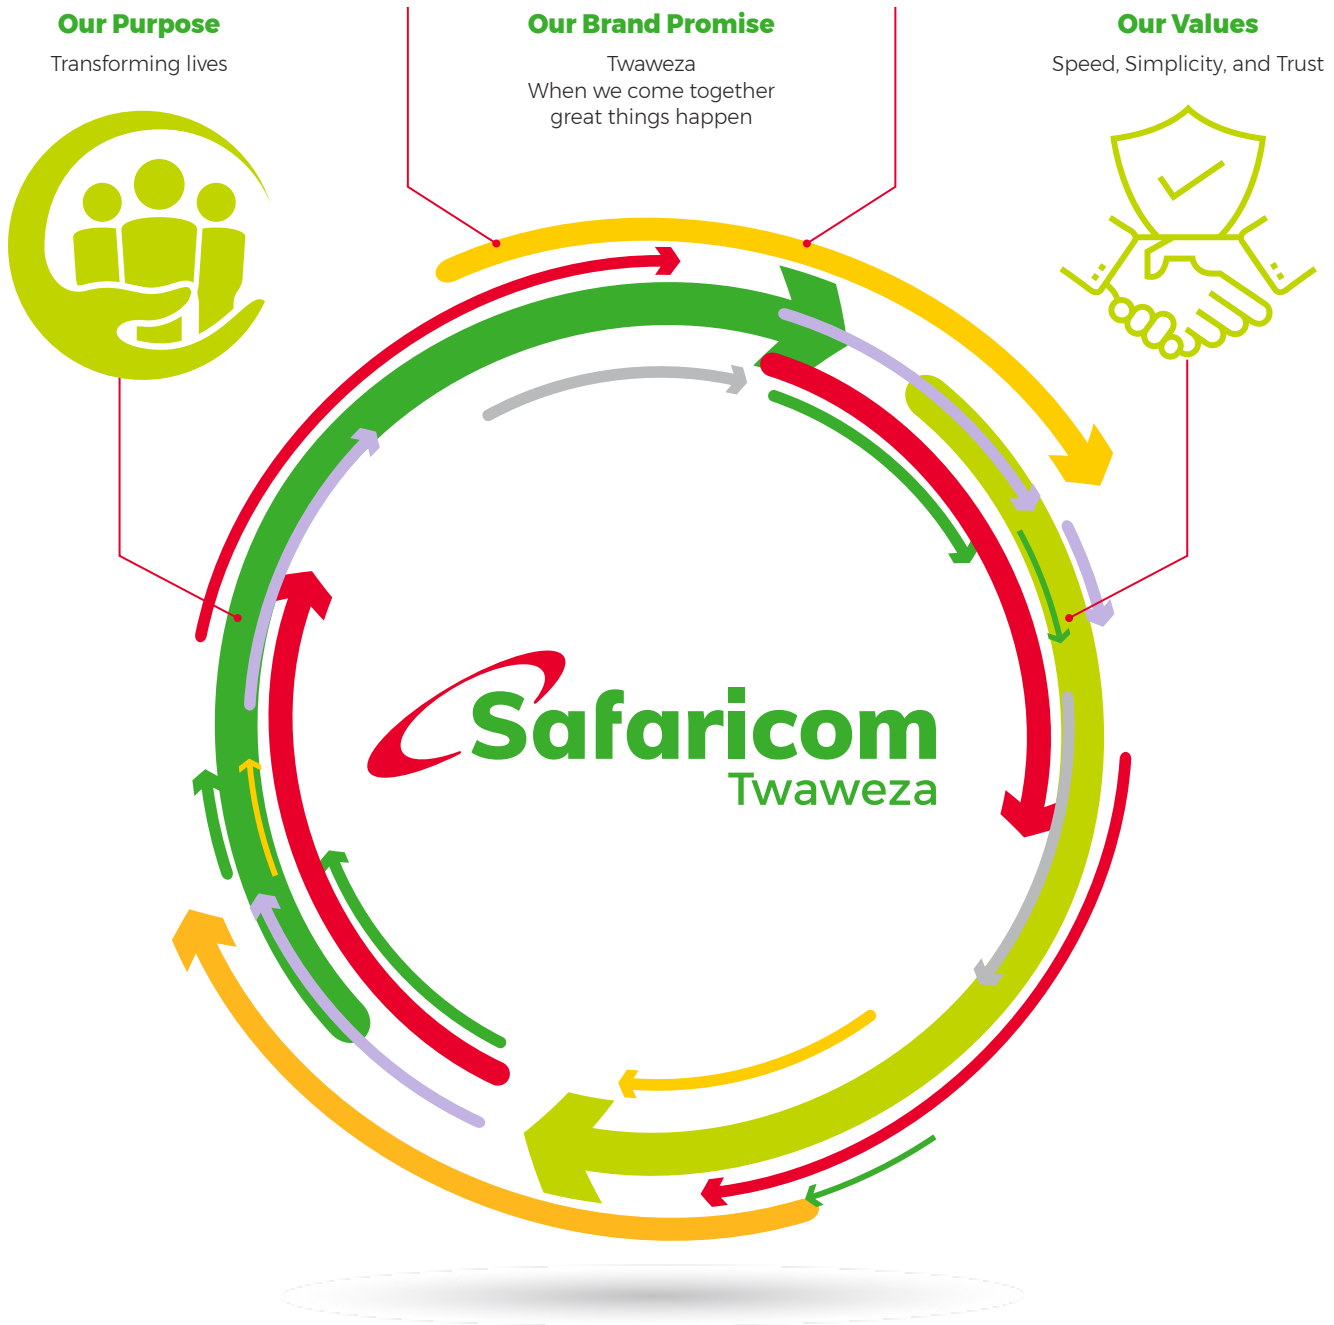 Our Purpose
Transforming lives
Our Brand Promise
Twaweza
When we come together
great things happen
Our Values
Speed, Simplicity, and Trust
Safaricom
Twaweza